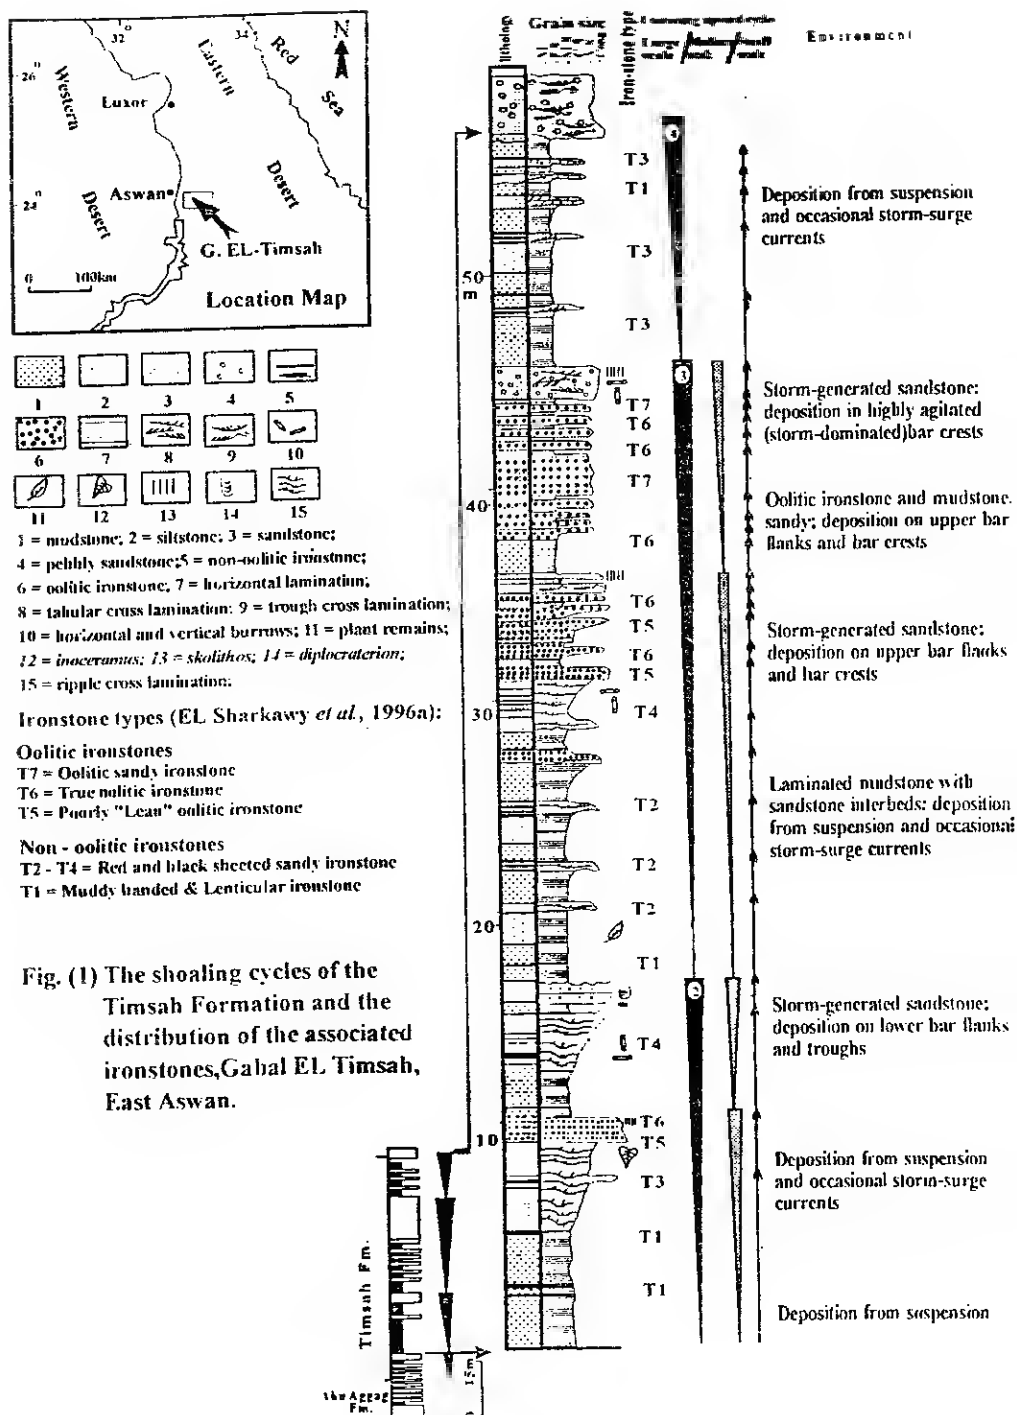 32°
34°
N
26°
24°
Western
Desert
Eastern
Desert
Red
Sea
Luxor
Aswan
G. EL-Timsah
0 100km
Location Map
1 2 3 4 5
6 7 8 9 10
11 12 13 14 15
1 = mudstone; 2 = siltstone; 3 = sandstone;
4 = pebbly sandstone; 5 = non-oolitic ironstone;
6 = oolitic ironstone; 7 = horizontal lamination;
8 = tabular cross lamination; 9 = trough cross lamination;
10 = horizontal and vertical burrows; 11 = plant remains;
12 = inoceramus; 13 = skolithos; 14 = diplocraterion;
15 = ripple cross lamination;
Ironstone types (EL Sharkawy et al., 1996a):
Oolitic ironstones
T7 = Oolitic sandy ironstone
T6 = True oolitic ironstone
T5 = Poorly "Lean" oolitic ironstone
Non - oolitic ironstones
T2 - T4 = Red and black sheeted sandy ironstone
T1 = Muddy banded & Lenticular ironstone
Fig. (1) The shoaling cycles of the
Timsah Formation and the
distribution of the associated
ironstones, Gabal EL Timsah,
East Aswan.
Timsah Fm.
Abu Aggag
Fm.
15m
lithology
Grain size
Iron-stone type
Environment
50
m
40
30
20
10
T3
T1
T3
T3
T7
T6
T6
T7
T6
T6
T5
T6
T5
T4
T2
T2
T2
T1
T4
T6
T5
T3
T1
T1
4
3
2
Deposition from suspension
and occasional storm-surge
currents
Storm-generated sandstone:
deposition in highly agitated
(storm-dominated)bar crests
Oolitic ironstone and mudstone,
sandy; deposition on upper bar
flanks and bar crests
Storm-generated sandstone:
deposition on upper bar flanks
and bar crests
Laminated mudstone with
sandstone interbeds: deposition
from suspension and occasional
storm-surge currents
Storm-generated sandstone:
deposition on lower bar flanks
and troughs
Deposition from suspension
and occasional storm-surge
currents
Deposition from suspension